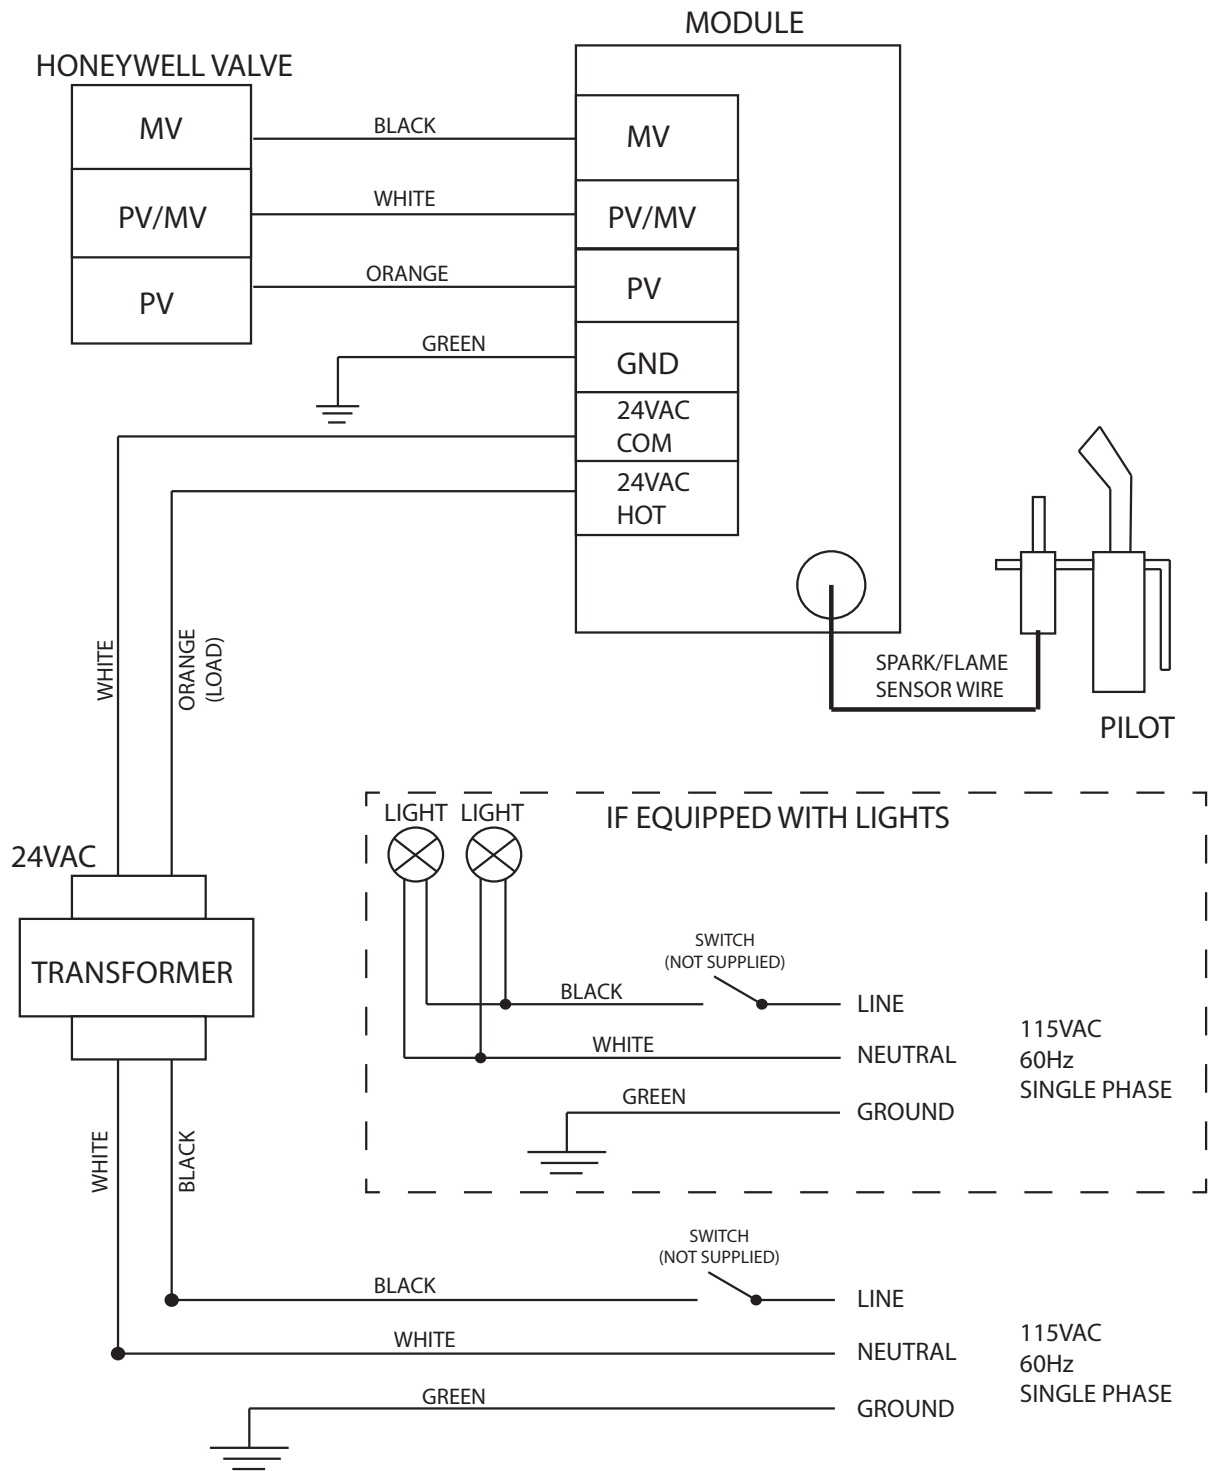 MODULE
HONEYWELL VALVE
MV
BLACK
MV
PV/MV
WHITE
PV/MV
PV
ORANGE
PV
GREEN
GND
24VAC
COM
24VAC
HOT
WHITE
ORANGE
(LOAD)
SPARK/FLAME
SENSOR WIRE
PILOT
24VAC
TRANSFORMER
LIGHT
LIGHT
IF EQUIPPED WITH LIGHTS
SWITCH
(NOT SUPPLIED)
BLACK
LINE
WHITE
NEUTRAL
GREEN
GROUND
115VAC
60Hz
SINGLE PHASE
WHITE
BLACK
SWITCH
(NOT SUPPLIED)
BLACK
LINE
WHITE
NEUTRAL
GREEN
GROUND
115VAC
60Hz
SINGLE PHASE